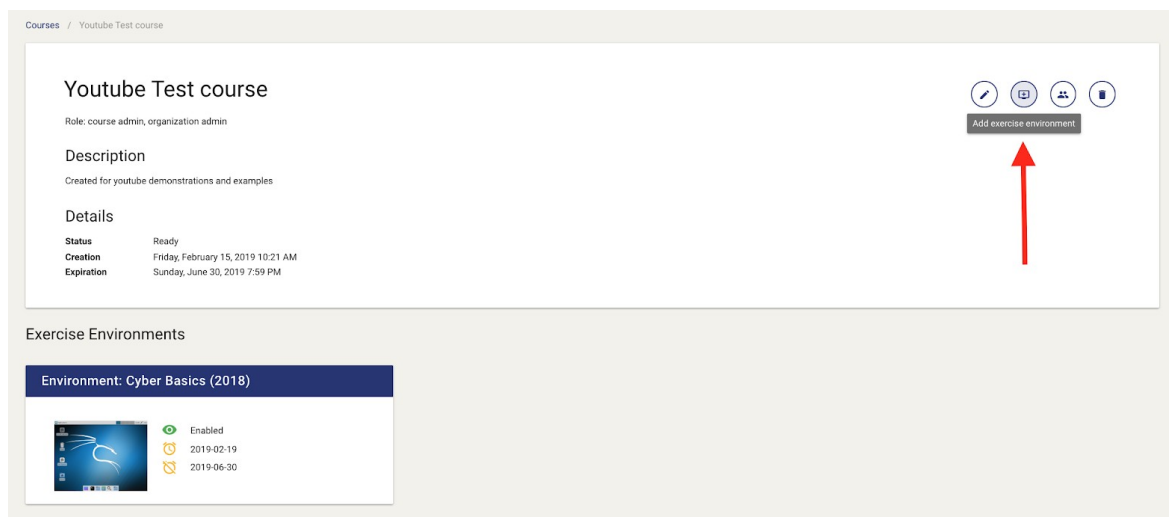 Courses / Youtube Test course
Youtube Test course
Add exercise environment
Role: course admin, organization admin
Description
Created for youtube demonstrations and examples
Details
Status Ready
Creation Friday, February 15, 2019 10:21 AM
Expiration Sunday, June 30, 2019 7:59 PM
Exercise Environments
Environment: Cyber Basics (2018)
Enabled
2019-02-19
2019-06-30